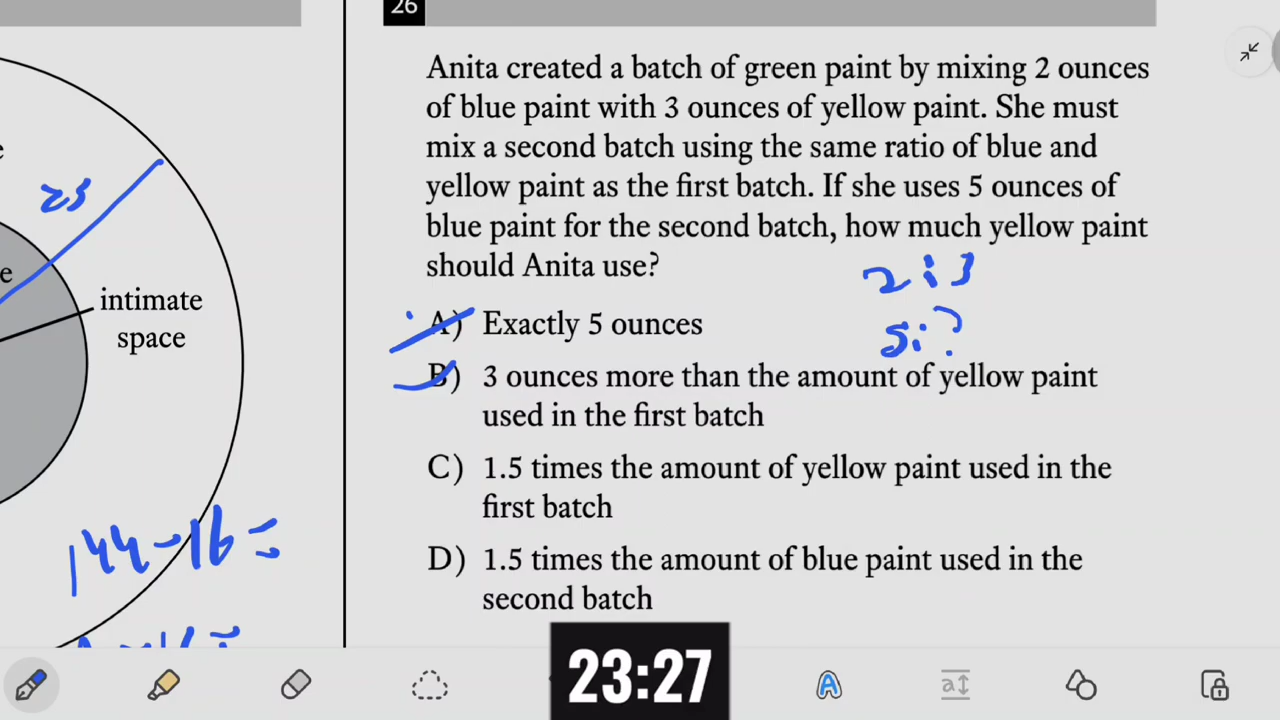 26
Anita created a batch of green paint by mixing 2 ounces
of blue paint with 3 ounces of yellow paint. She must
mix a second batch using the same ratio of blue and
yellow paint as the first batch. If she uses 5 ounces of
blue paint for the second batch, how much yellow paint
should Anita use?
2:3
5:?
A) Exactly 5 ounces
B) 3 ounces more than the amount of yellow paint
used in the first batch
C) 1.5 times the amount of yellow paint used in the
first batch
D) 1.5 times the amount of blue paint used in the
second batch
e
e
intimate
space
144-16=
23:27
A
a